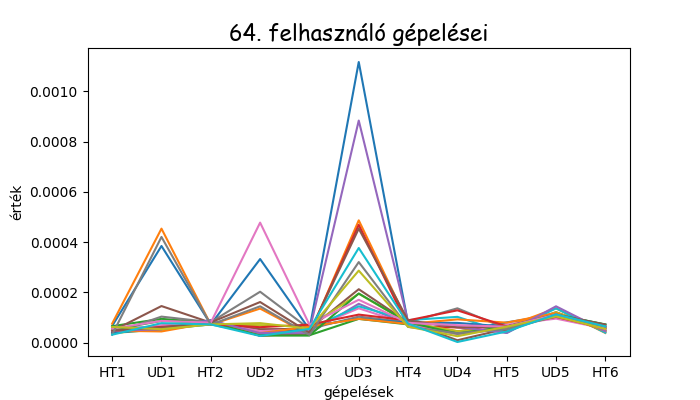 64. felhasználó gépelései
0.0010
0.0008
0.0006
0.0004
0.0002
0.0000
érték
HT1 UD1 HT2 UD2 HT3 UD3 HT4 UD4 HT5 UD5 HT6
gépelések